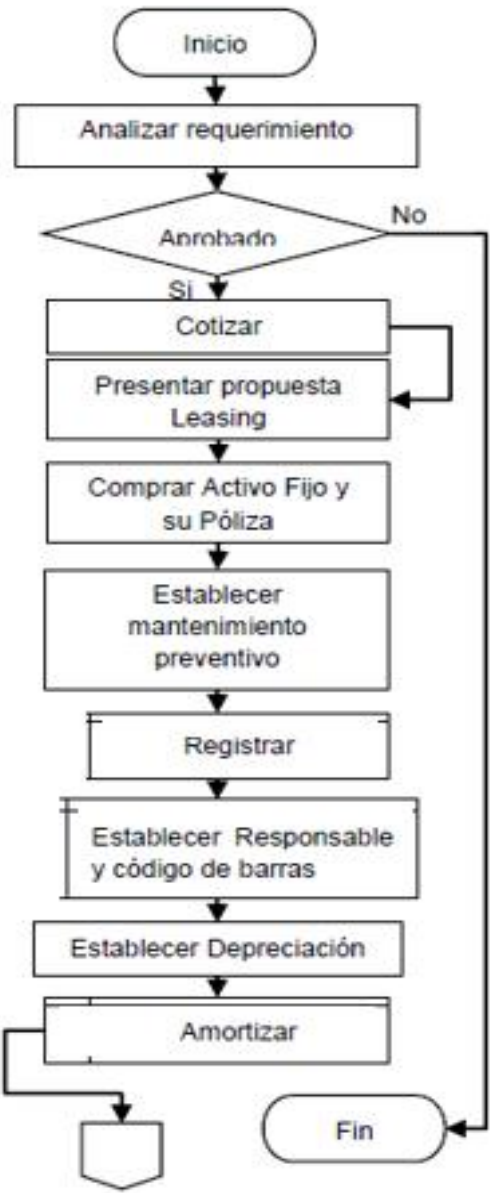 Inicio
Analizar requerimiento
No
Aprobado
Si
Cotizar
Presentar propuesta
Leasing
Comprar Activo Fijo y
su Póliza
Establecer
mantenimiento
preventivo
Registrar
Establecer Responsable
y código de barras
Establecer Depreciación
Amortizar
Fin